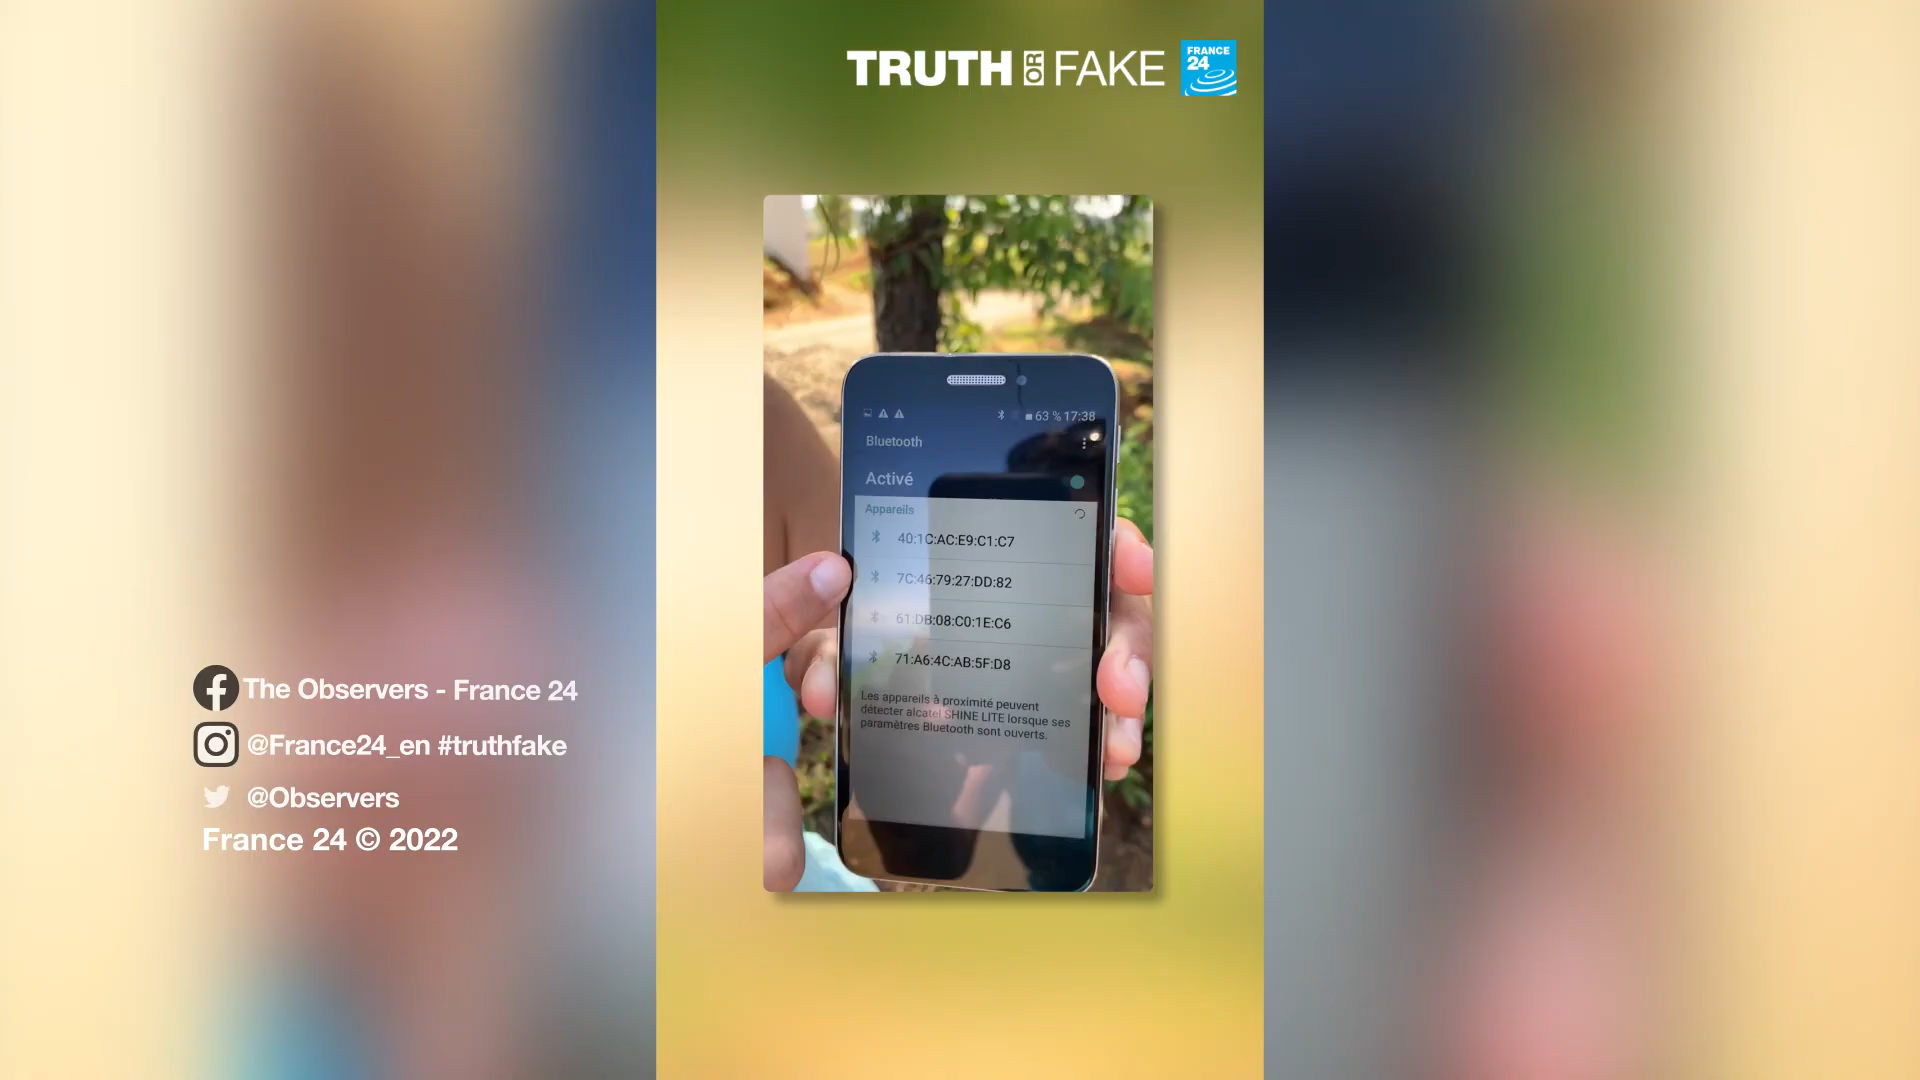 TRUTH OR FAKE
FRANCE
24
63 % 17:38
Bluetooth
Activé
Appareils
40:1C:AC:E9:C1:C7
7C:46:79:27:DD:82
61:DB:08:C0:1E:C6
71:A6:4C:AB:5F:D8
Les appareils à proximité peuvent
détecter alcatel SHINE LITE lorsque ses
paramètres Bluetooth sont ouverts.
The Observers - France 24
@France24_en #truthfake
@Observers
France 24 © 2022